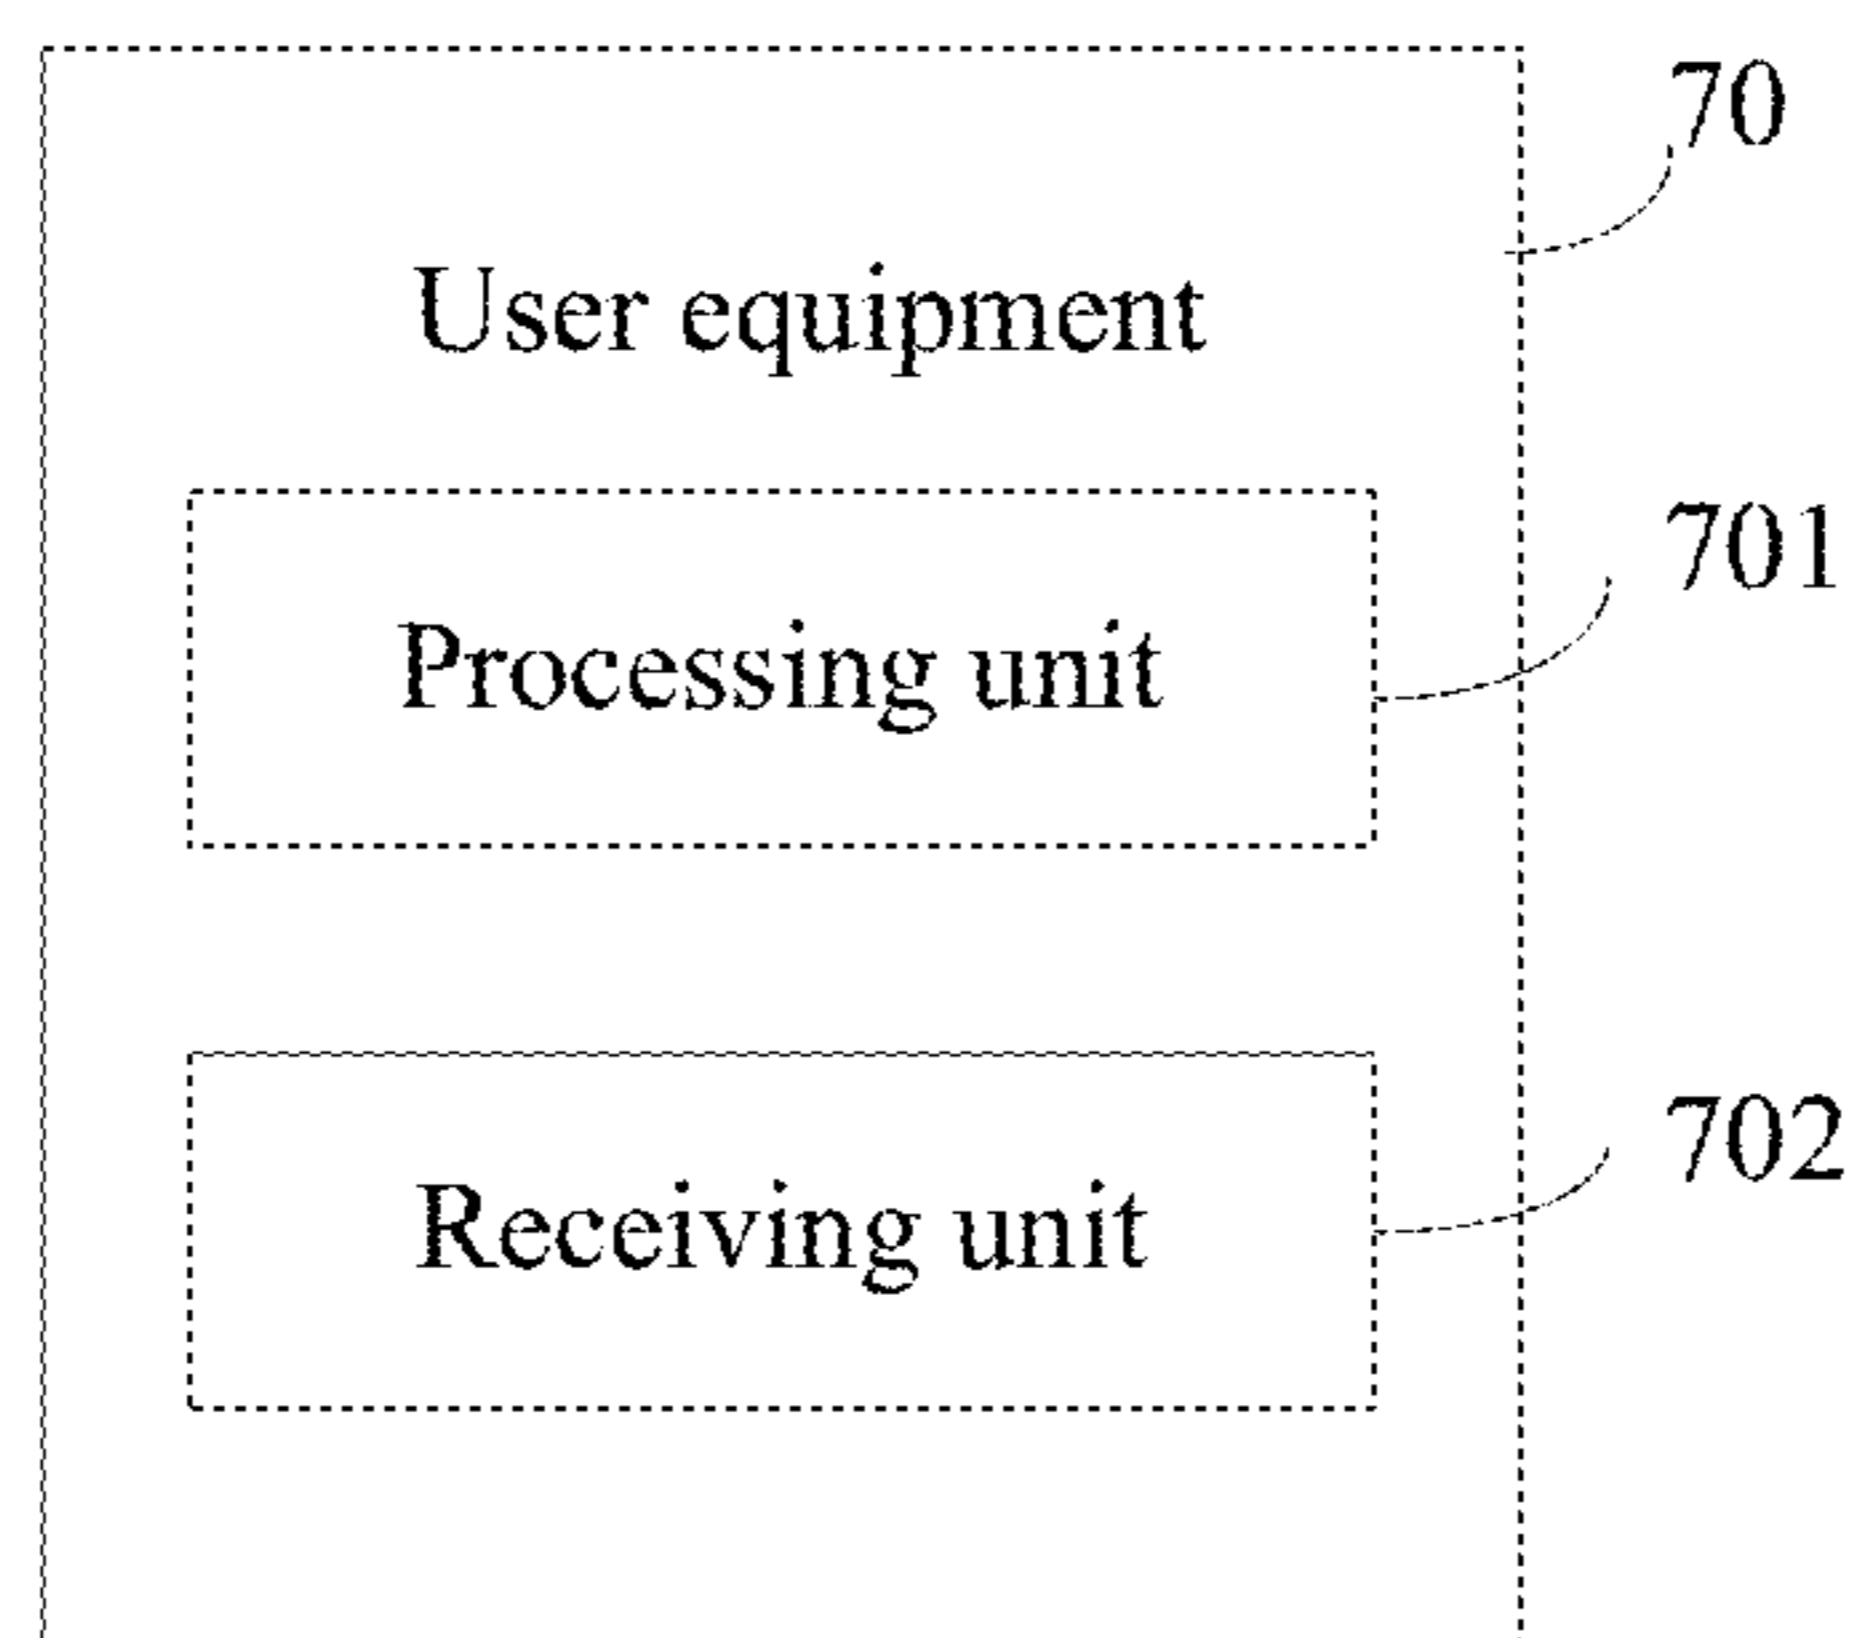 70
User equipment
701
Processing unit
702
Receiving unit